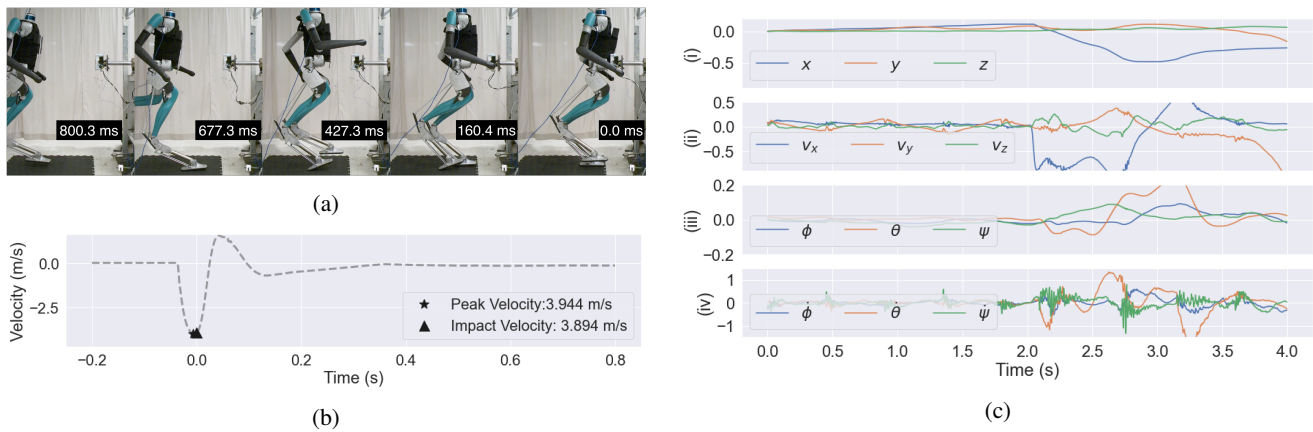 800.3 ms 677.3 ms 427.3 ms 160.4 ms 0.0 ms
(a)
Velocity (m/s)
0.0
−2.5
Peak Velocity:3.944 m/s
Impact Velocity: 3.894 m/s
−0.2 0.0 0.2 0.4 0.6 0.8
Time (s)
(b)
(i)
0.0
−0.5
x y z
(ii)
0.5
0.0
−0.5
vₓ v_y v_z
(iii)
0.2
0.0
−0.2
ϕ θ ψ
(iv)
1
0
−1
ϕ̇ θ̇ ψ̇
0.0 0.5 1.0 1.5 2.0 2.5 3.0 3.5 4.0
Time (s)
(c)